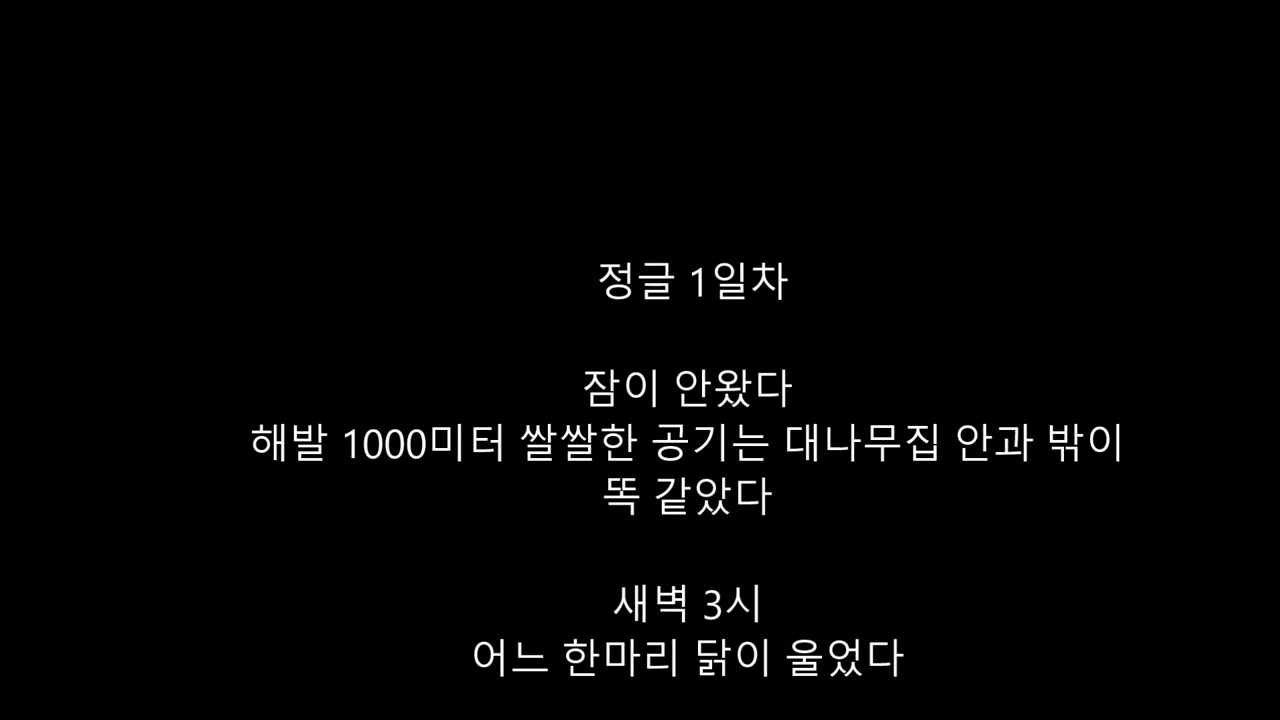 정글 1일차
잠이 안왔다
해발 1000미터 쌀쌀한 공기는 대나무집 안과 밖이
똑 같았다
새벽 3시
어느 한마리 닭이 울었다